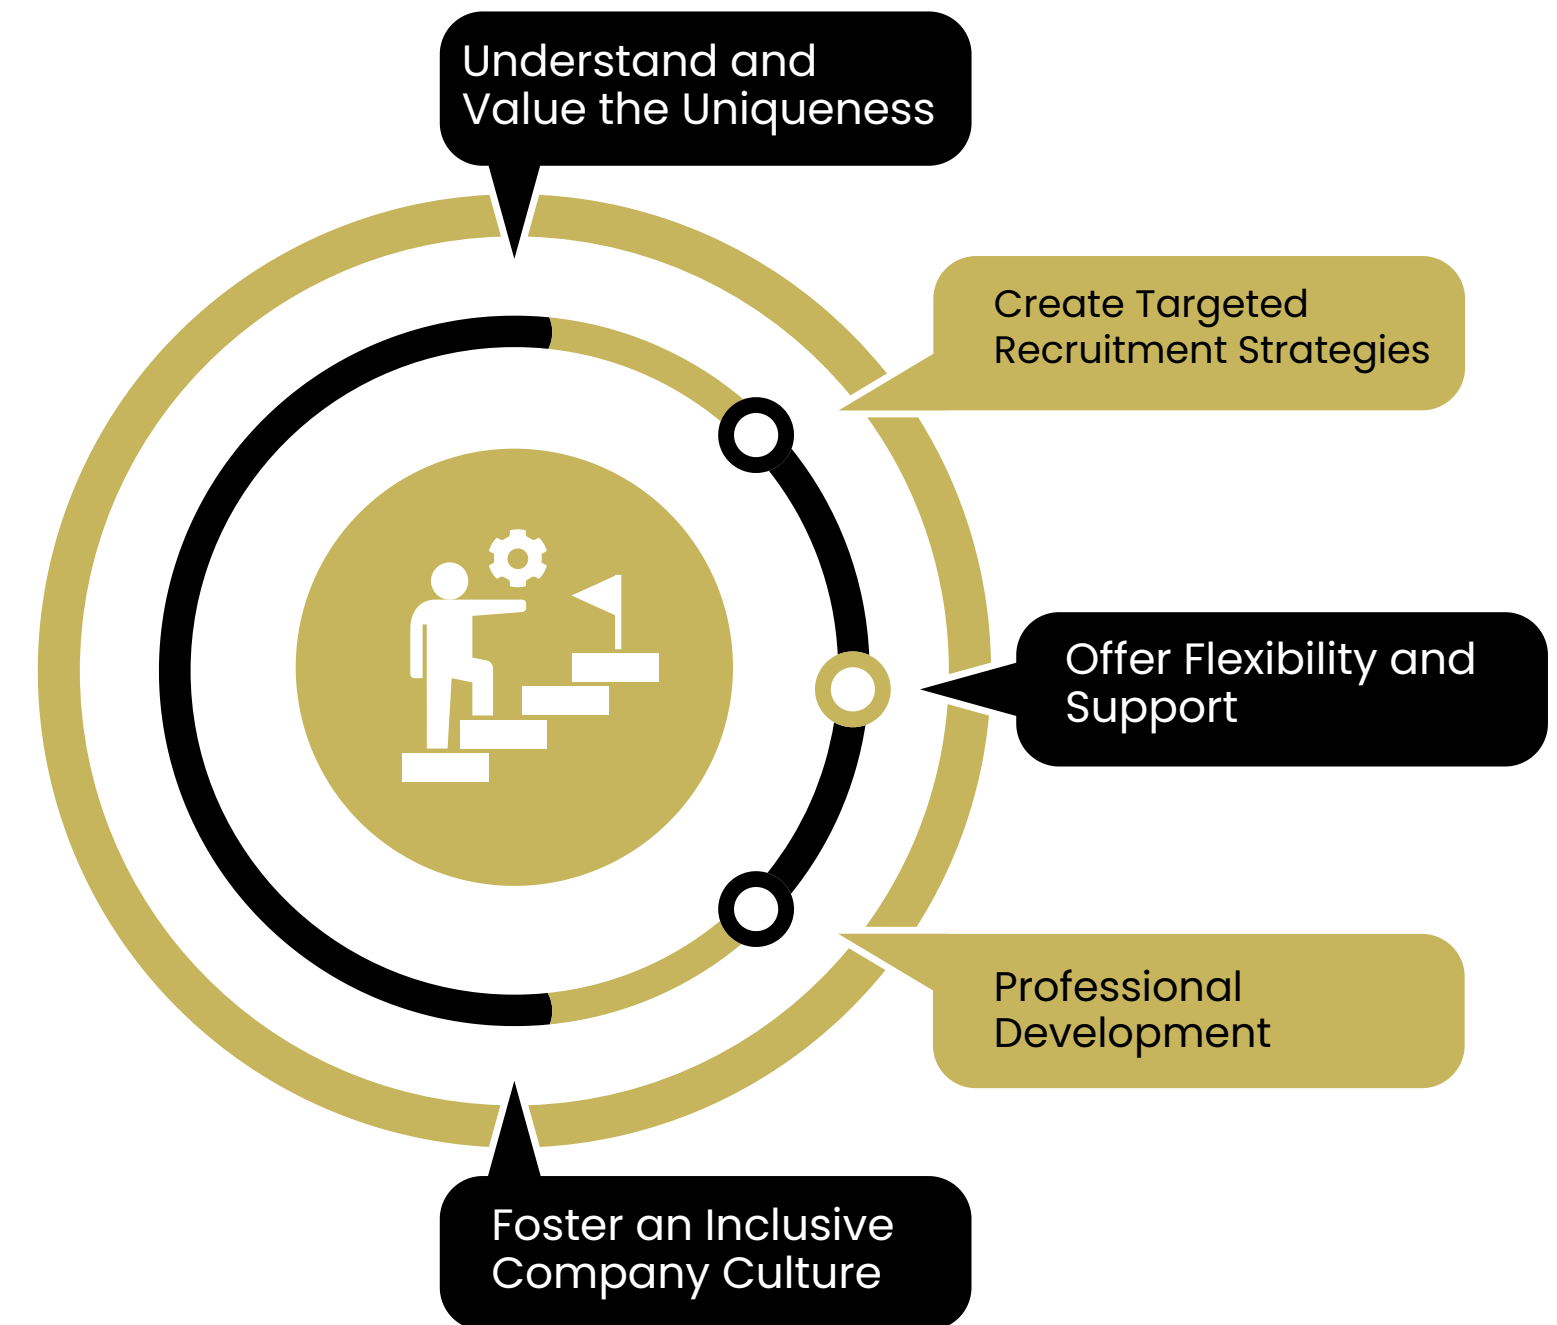 Understand and
Value the Uniqueness
Create Targeted
Recruitment Strategies
Offer Flexibility and
Support
Professional
Development
Foster an Inclusive
Company Culture